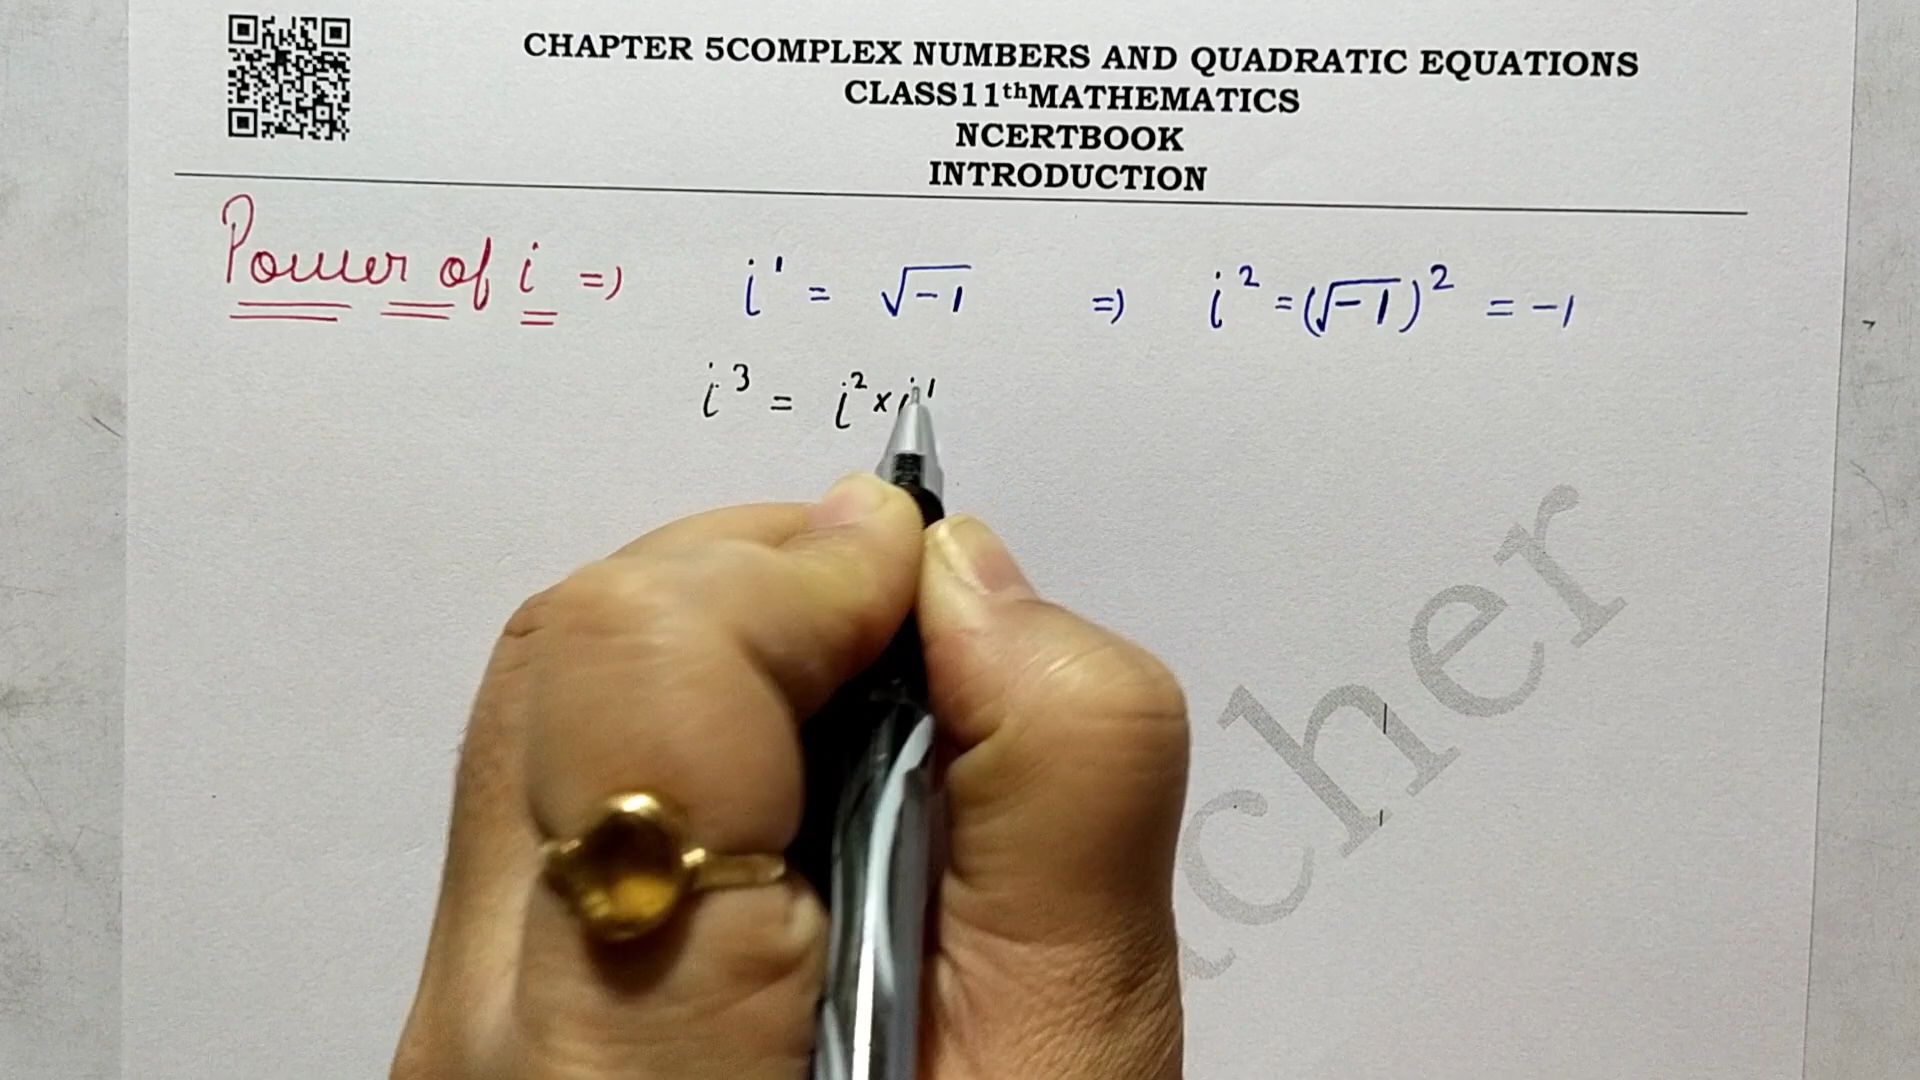 CHAPTER 5COMPLEX NUMBERS AND QUADRATIC EQUATIONS
CLASS11ᵗʰMATHEMATICS
NCERTBOOK
INTRODUCTION
Power of i => i¹ = √-1 => i² = (√-1)² = -1
i³ = i² × i¹
cher